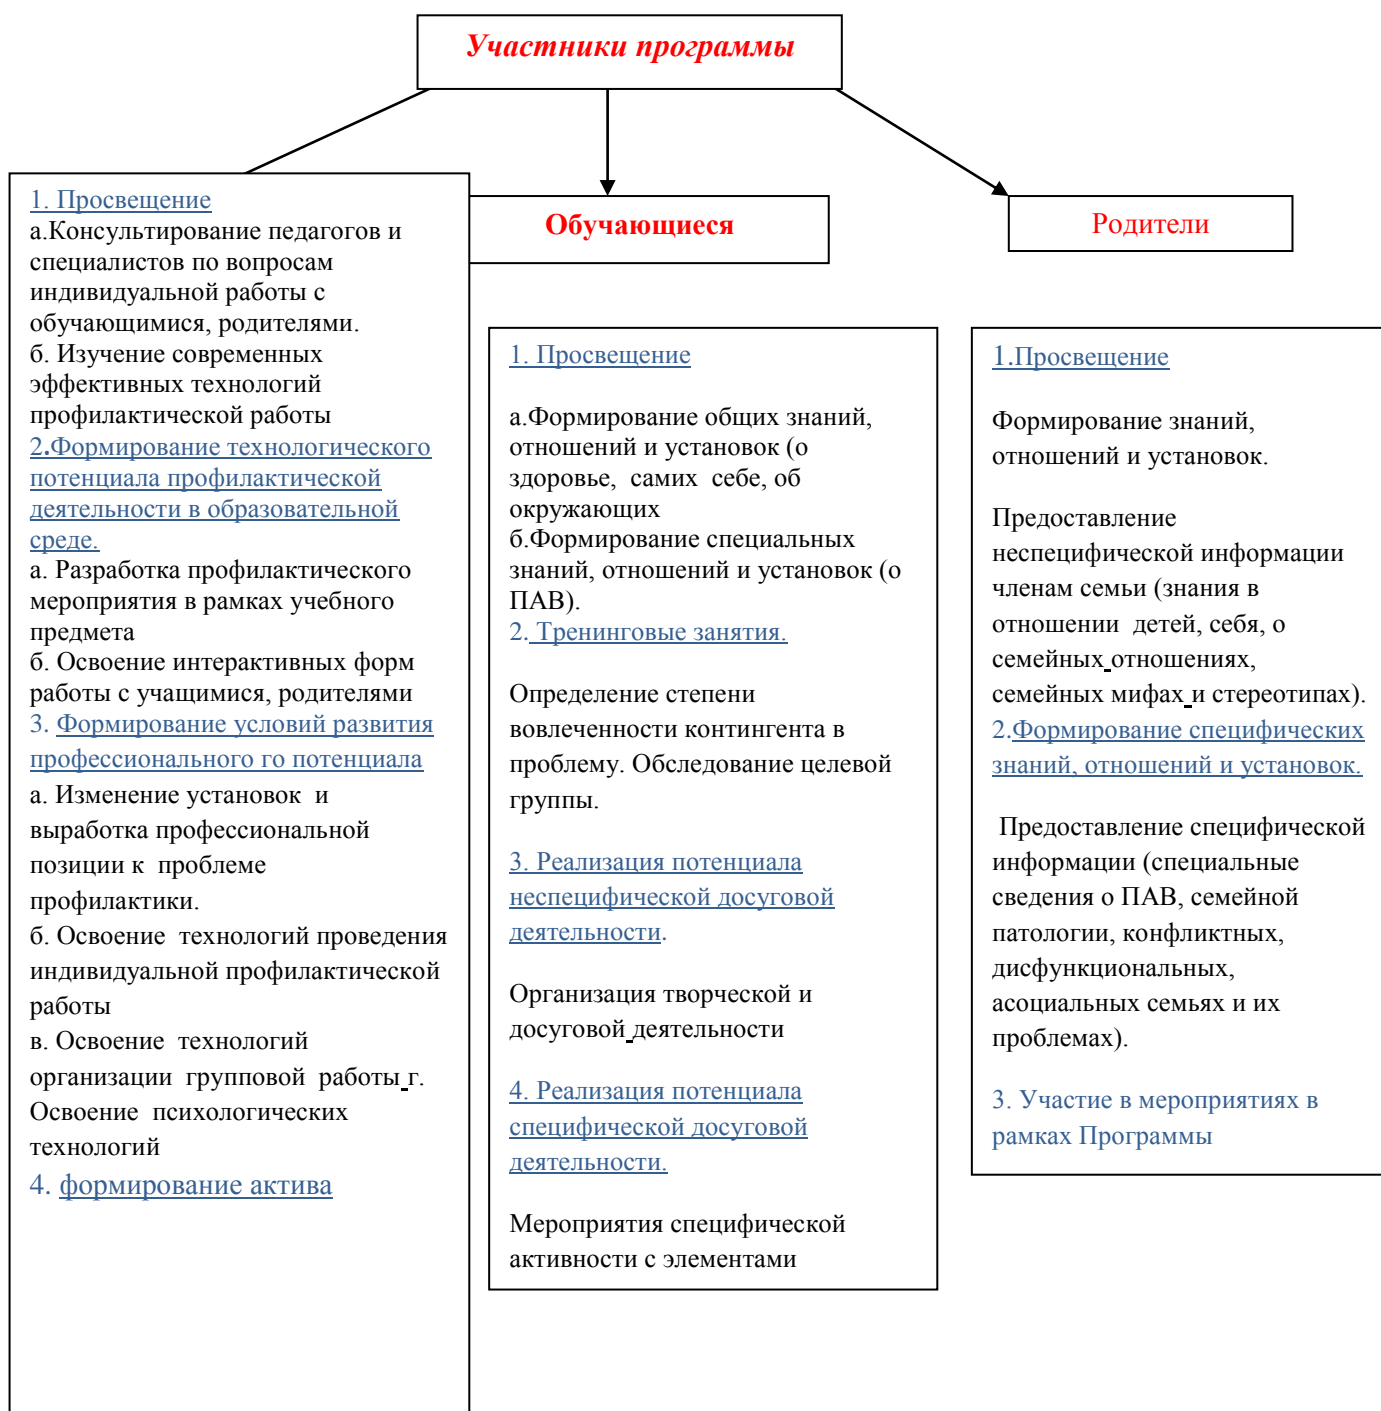 Участники программы
1. Просвещение
а.Консультирование педагогов и
специалистов по вопросам
индивидуальной работы с
обучающимися, родителями.
б. Изучение современных
эффективных технологий
профилактической работы
2.Формирование технологического
потенциала профилактической
деятельности в образовательной
среде.
а. Разработка профилактического
мероприятия в рамках учебного
предмета
б. Освоение интерактивных форм
работы с учащимися, родителями
3. Формирование условий развития
профессионального го потенциала
а. Изменение установок и
выработка профессиональной
позиции к проблеме
профилактики.
б. Освоение технологий проведения
индивидуальной профилактической
работы
в. Освоение технологий
организации групповой работы г.
Освоение психологических
технологий
4. формирование актива
Обучающиеся
1. Просвещение
а.Формирование общих знаний,
отношений и установок (о
здоровье, самих себе, об
окружающих
б.Формирование специальных
знаний, отношений и установок (о
ПАВ).
2. Тренинговые занятия.
Определение степени
вовлеченности контингента в
проблему. Обследование целевой
группы.
3. Реализация потенциала
неспецифической досуговой
деятельности.
Организация творческой и
досуговой деятельности
4. Реализация потенциала
специфической досуговой
деятельности.
Мероприятия специфической
активности с элементами
Родители
1.Просвещение
Формирование знаний,
отношений и установок.
Предоставление
неспецифической информации
членам семьи (знания в
отношении детей, себя, о
семейных отношениях,
семейных мифах и стереотипах).
2.Формирование специфических
знаний, отношений и установок.
Предоставление специфической
информации (специальные
сведения о ПАВ, семейной
патологии, конфликтных,
дисфункциональных,
асоциальных семьях и их
проблемах).
3. Участие в мероприятиях в
рамках Программы